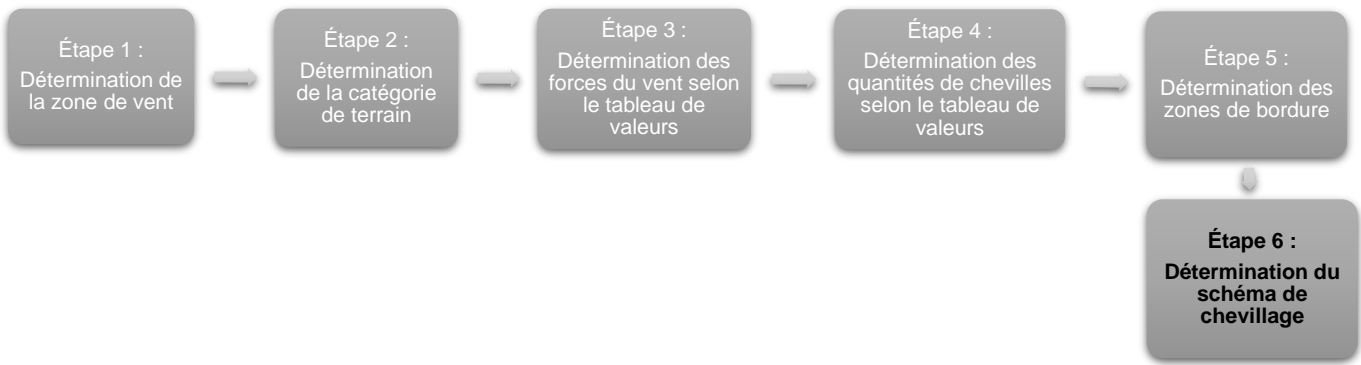 Étape 1 :
Détermination de
la zone de vent
Étape 2 :
Détermination
de la catégorie
de terrain
Étape 3 :
Détermination des
forces du vent selon
le tableau de
valeurs
Étape 4 :
Détermination des
quantités de chevilles
selon le tableau de
valeurs
Étape 5 :
Détermination des
zones de bordure
Étape 6 :
Détermination du
schéma de
chevillage